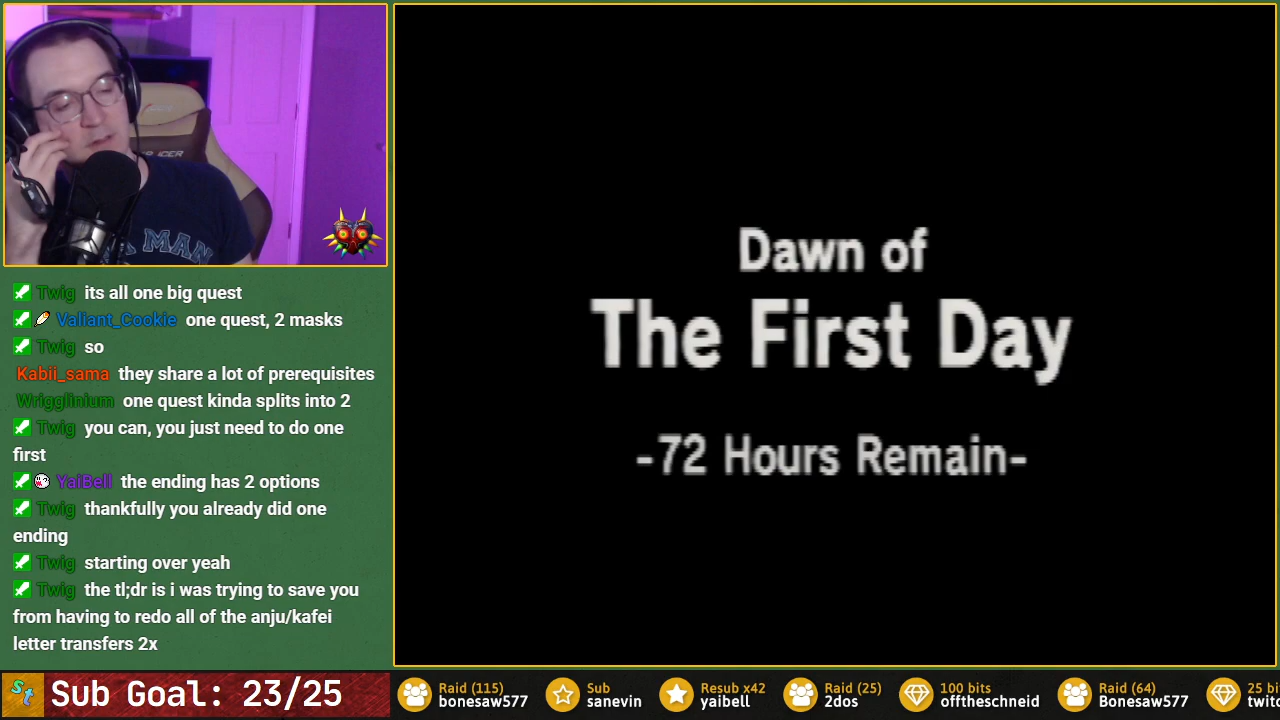 MAN
Dawn of
The First Day
-72 Hours Remain-
Twig its all one big quest
Valiant_Cookie one quest, 2 masks
Twig so
Kabii_sama they share a lot of prerequisites
Wrigglinium one quest kinda splits into 2
Twig you can, you just need to do one
first
YaiBell the ending has 2 options
Twig thankfully you already did one
ending
Twig starting over yeah
Twig the tl;dr is i was trying to save you
from having to redo all of the anju/kafei
letter transfers 2x
St
Sub Goal: 23/25
Raid (115)
bonesaw577
Sub
sanevin
Resub x42
yaibell
Raid (25)
2dos
100 bits
offtheschneid
Raid (64)
Bonesaw577
25 bi
twitc